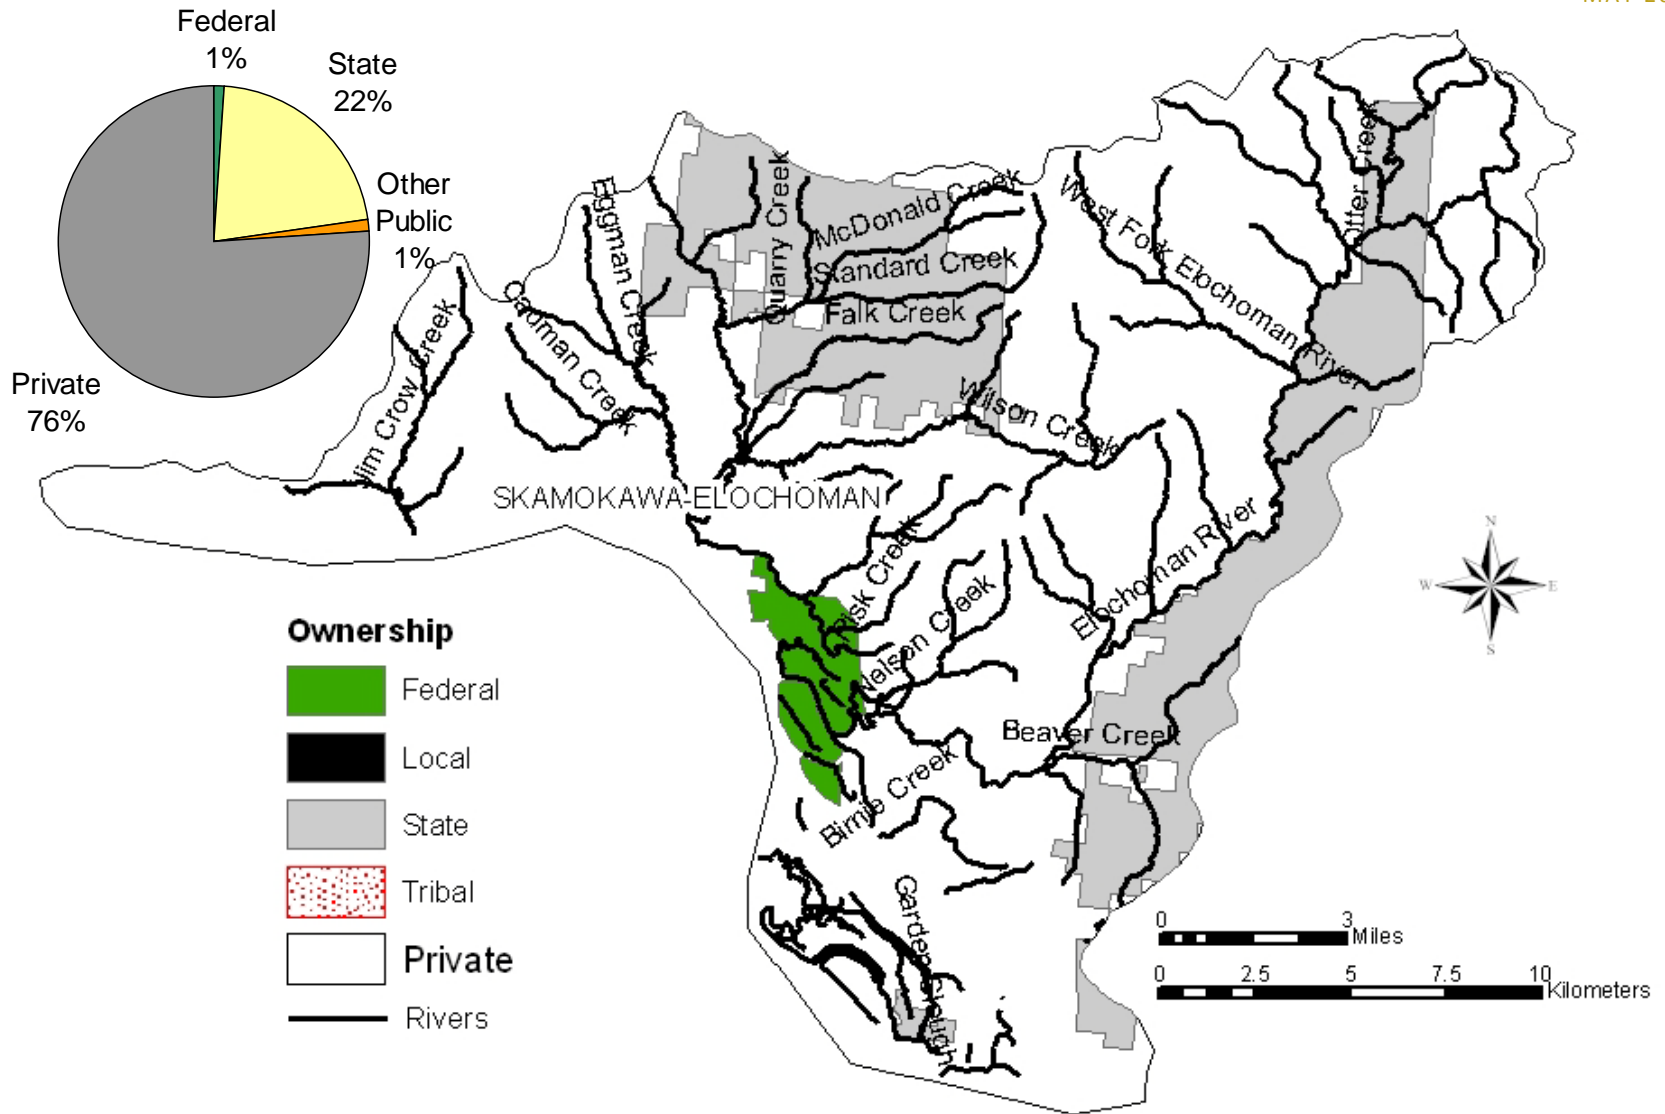 Federal
1%
State
22%
Other
Public
1%
Private
76%
Otter Creek
Quarry Creek
McDonald Creek
West Fork Elochoman River
Eggman Creek
Standard Creek
Falk Creek
Cadman Creek
Jim Crow Creek
Wilson Creek
SKAMOKAWA-ELOCHOMAN
Risk Creek
Elochoman River
Nelson Creek
Beaver Creek
Birnie Creek
Garden Slough
N
W
E
S
Ownership
Federal
Local
State
Tribal
Private
Rivers
0 3
Miles
0 2.5 5 7.5 10
Kilometers